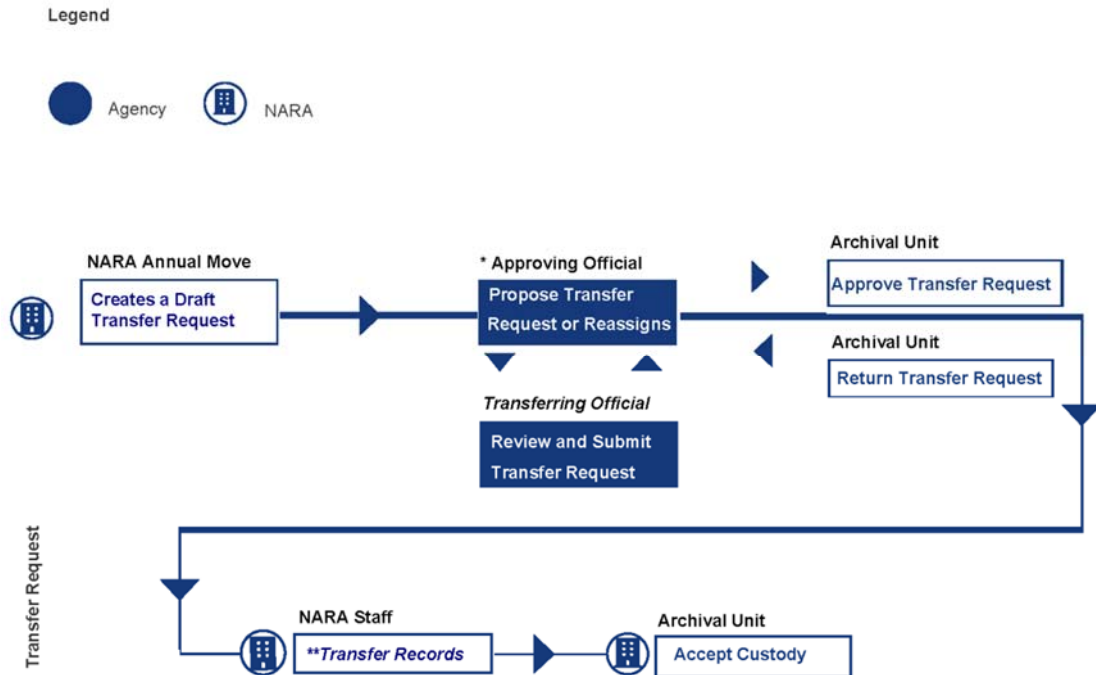 Legend
Agency
NARA
NARA Annual Move
Creates a Draft
Transfer Request
* Approving Official
Propose Transfer
Request or Reassigns
Archival Unit
Approve Transfer Request
Archival Unit
Return Transfer Request
Transferring Official
Review and Submit
Transfer Request
Transfer Request
NARA Staff
**Transfer Records
Archival Unit
Accept Custody